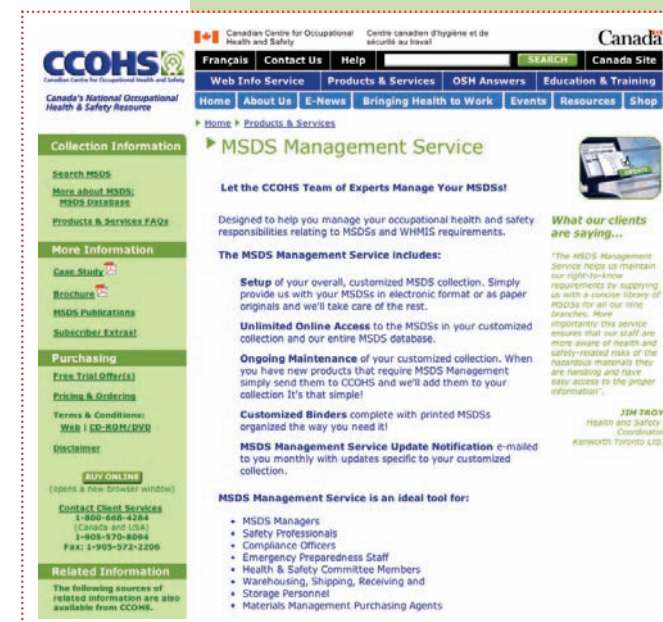 Canadian Centre for Occupational
Health and Safety
Centre canadien d'hygiène et de
sécurité au travail
Canada
CCOHS
Canadian Centre for Occupational Health and Safety
Canada's National Occupational
Health & Safety Resource
Français Contact Us Help SEARCH Canada Site
Web Info Service Products & Services OSH Answers Education & Training
Home About Us E-News Bringing Health to Work Events Resources Shop
Home Products & Services
Collection Information
Search MSDS
More about MSDS:
MSDS Database
Products & Services FAQs
More Information
Case Study
Brochure
MSDS Publications
Subscriber Extras!
Purchasing
Free Trial Offer(s)
Pricing & Ordering
Terms & Conditions:
Web | CD-ROM/DVD
Disclaimer
BUY ONLINE
(opens a new browser window)
Contact Client Services
1-800-668-4284
(Canada and USA)
1-905-570-8094
Fax: 1-905-572-2206
Related Information
The following sources of
related information are also
available from CCOHS.
MSDS Management Service
Let the CCOHS Team of Experts Manage Your MSDSs!
Designed to help you manage your occupational health and safety
responsibilities relating to MSDSs and WHMIS requirements.
The MSDS Management Service includes:
Setup of your overall, customized MSDS collection. Simply
provide us with your MSDSs in electronic format or as paper
originals and we'll take care of the rest.
Unlimited Online Access to the MSDSs in your customized
collection and our entire MSDS database.
Ongoing Maintenance of your customized collection. When
you have new products that require MSDS Management
simply send them to CCOHS and we'll add them to your
collection It's that simple!
Customized Binders complete with printed MSDSs
organized the way you need it!
MSDS Management Service Update Notification e-mailed
to you monthly with updates specific to your customized
collection.
MSDS Management Service is an ideal tool for:
• MSDS Managers
• Safety Professionals
• Compliance Officers
• Emergency Preparedness Staff
• Health & Safety Committee Members
• Warehousing, Shipping, Receiving and
• Storage Personnel
• Materials Management Purchasing Agents
UPDATE
What our clients
are saying...
"The MSDS Management
Service helps us maintain
our right-to-know
requirements by supplying
us with a concise library of
MSDSs for all our nine
branches. More
importantly this service
ensures that our staff are
more aware of health and
safety-related risks of the
hazardous materials they
are handling and have
easy access to the proper
information".
JIM TROY
Health and Safety
Coordinator
Kenworth Toronto Ltd.